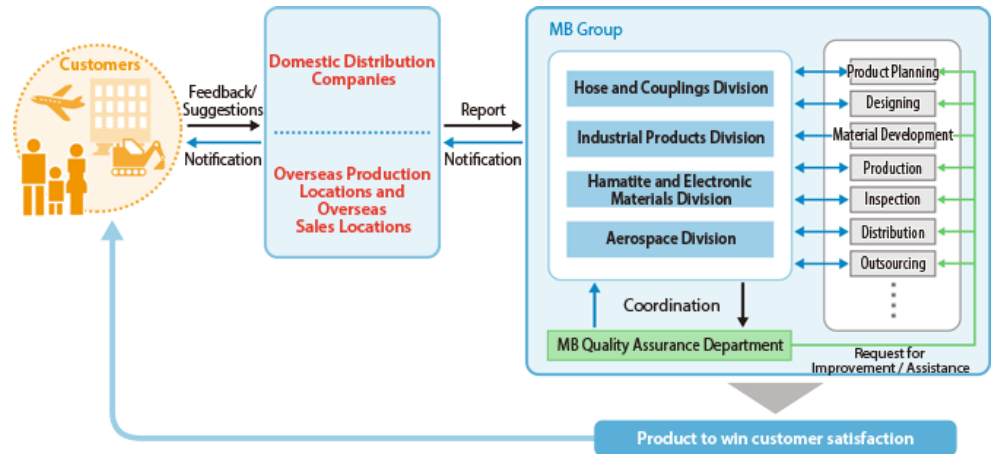 Customers
Feedback/
Suggestions
Notification
Domestic Distribution
Companies
Overseas Production
Locations and
Overseas
Sales Locations
Report
Notification
MB Group
Hose and Couplings Division
Industrial Products Division
Hamatite and Electronic
Materials Division
Aerospace Division
Coordination
MB Quality Assurance Department
Product Planning
Designing
Material Development
Production
Inspection
Distribution
Outsourcing
Request for
Improvement / Assistance
Product to win customer satisfaction